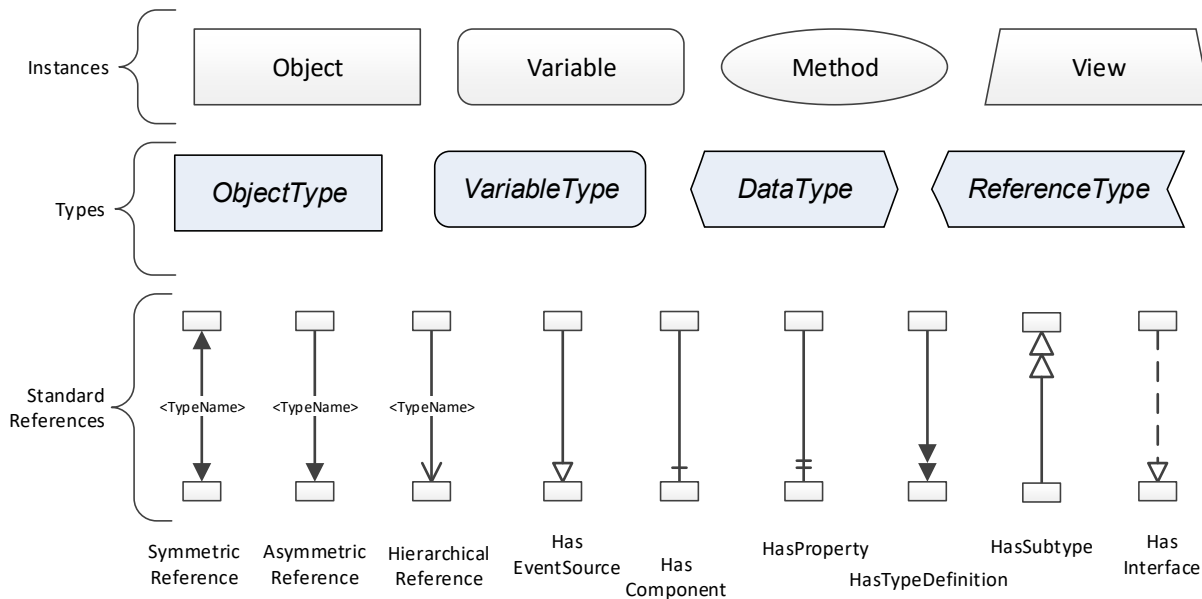 Instances
Object
Variable
Method
View
Types
ObjectType
VariableType
DataType
ReferenceType
Standard
References
<TypeName>
<TypeName>
<TypeName>
Symmetric
Reference
Asymmetric
Reference
Hierarchical
Reference
Has
EventSource
Has
Component
HasProperty
HasTypeDefinition
HasSubtype
Has
Interface